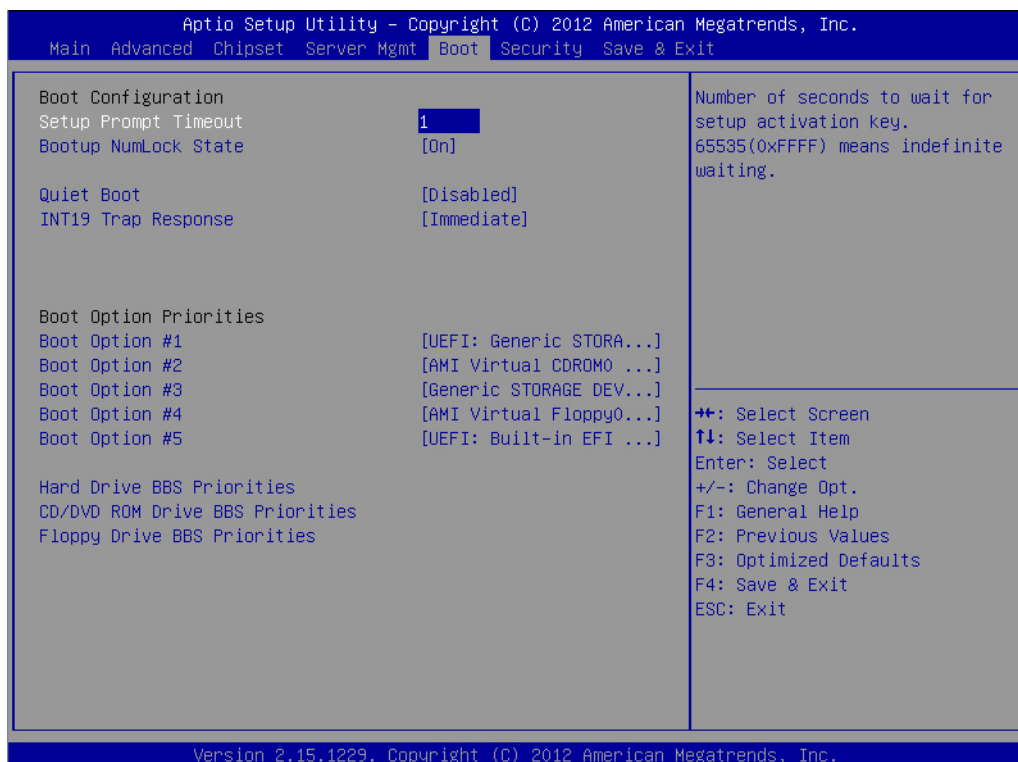 Aptio Setup Utility – Copyright (C) 2012 American Megatrends, Inc.
Main Advanced Chipset Server Mgmt Boot Security Save & Exit
Boot Configuration
Setup Prompt Timeout 1
Bootup NumLock State [On]
Quiet Boot [Disabled]
INT19 Trap Response [Immediate]
Boot Option Priorities
Boot Option #1 [UEFI: Generic STORA...]
Boot Option #2 [AMI Virtual CDROM0 ...]
Boot Option #3 [Generic STORAGE DEV...]
Boot Option #4 [AMI Virtual Floppy0...]
Boot Option #5 [UEFI: Built-in EFI ...]
Hard Drive BBS Priorities
CD/DVD ROM Drive BBS Priorities
Floppy Drive BBS Priorities
Number of seconds to wait for
setup activation key.
65535(0xFFFF) means indefinite
waiting.
→←: Select Screen
↑↓: Select Item
Enter: Select
+/-: Change Opt.
F1: General Help
F2: Previous Values
F3: Optimized Defaults
F4: Save & Exit
ESC: Exit
Version 2.15.1229. Copyright (C) 2012 American Megatrends, Inc.